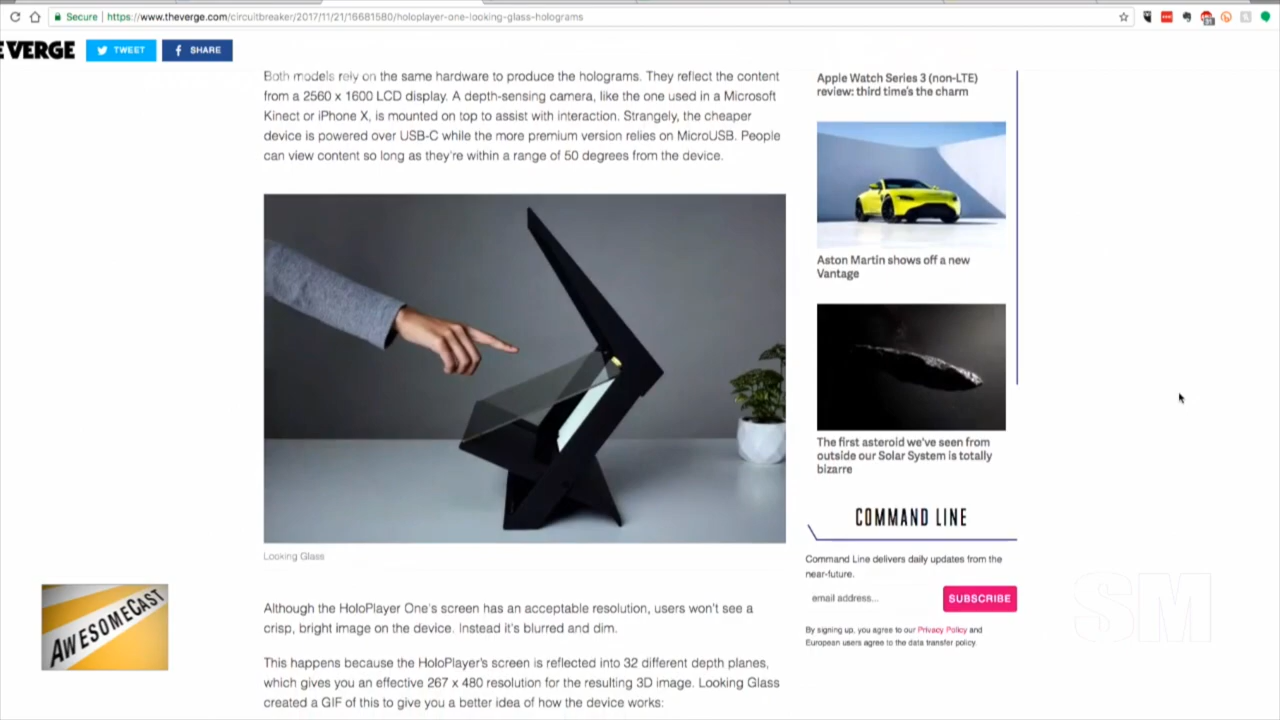 Secure
https://www.theverge.com/circuitbreaker/2017/11/21/16681580/holoplayer-one-looking-glass-holograms
E VERGE
TWEET
SHARE
Both models rely on the same hardware to produce the holograms. They reflect the content
from a 2560 x 1600 LCD display. A depth-sensing camera, like the one used in a Microsoft
Kinect or iPhone X, is mounted on top to assist with interaction. Strangely, the cheaper
device is powered over USB-C while the more premium version relies on MicroUSB. People
can view content so long as they're within a range of 50 degrees from the device.
Looking Glass
Although the HoloPlayer One's screen has an acceptable resolution, users won't see a
crisp, bright image on the device. Instead it's blurred and dim.
This happens because the HoloPlayer's screen is reflected into 32 different depth planes,
which gives you an effective 267 x 480 resolution for the resulting 3D image. Looking Glass
created a GIF of this to give you a better idea of how the device works:
Apple Watch Series 3 (non-LTE)
review: third time's the charm
Aston Martin shows off a new
Vantage
The first asteroid we've seen from
outside our Solar System is totally
bizarre
COMMAND LINE
Command Line delivers daily updates from the
near-future.
email address...
SUBSCRIBE
By signing up, you agree to our Privacy Policy and
European users agree to the data transfer policy.
AWESOMECAST
SM